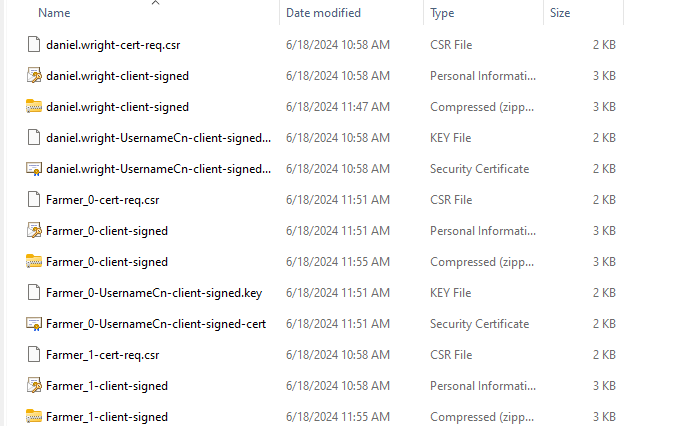 Name Date modified Type Size
daniel.wright-cert-req.csr 6/18/2024 10:58 AM CSR File 2 KB
daniel.wright-client-signed 6/18/2024 10:58 AM Personal Informati... 3 KB
daniel.wright-client-signed 6/18/2024 11:47 AM Compressed (zipp... 3 KB
daniel.wright-UsernameCn-client-signed... 6/18/2024 10:58 AM KEY File 2 KB
daniel.wright-UsernameCn-client-signed... 6/18/2024 10:58 AM Security Certificate 2 KB
Farmer_0-cert-req.csr 6/18/2024 11:51 AM CSR File 2 KB
Farmer_0-client-signed 6/18/2024 11:51 AM Personal Informati... 3 KB
Farmer_0-client-signed 6/18/2024 11:55 AM Compressed (zipp... 3 KB
Farmer_0-UsernameCn-client-signed.key 6/18/2024 11:51 AM KEY File 2 KB
Farmer_0-UsernameCn-client-signed-cert 6/18/2024 11:51 AM Security Certificate 2 KB
Farmer_1-cert-req.csr 6/18/2024 10:58 AM CSR File 2 KB
Farmer_1-client-signed 6/18/2024 10:58 AM Personal Informati... 3 KB
Farmer_1-client-signed 6/18/2024 11:55 AM Compressed (zipp... 3 KB